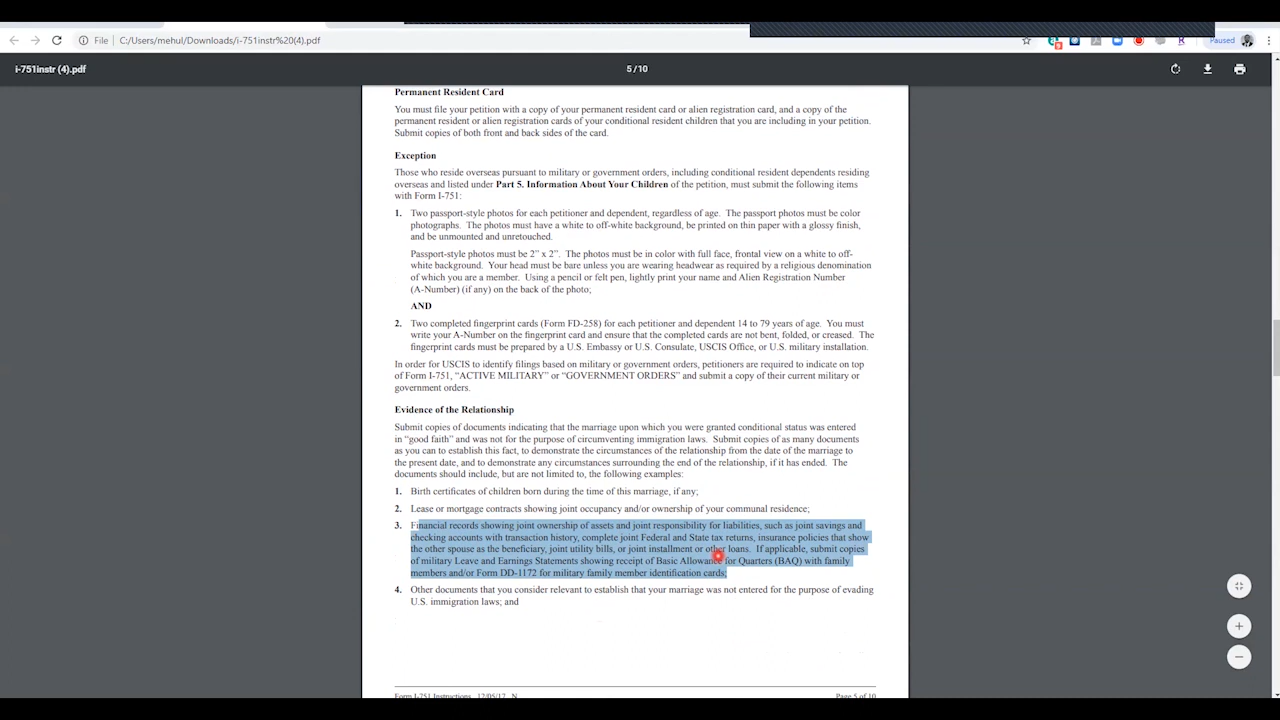 File
C:/Users/mehul/Downloads/i-751instr%20(4).pdf
Paused
i-751instr (4).pdf
5/10
Permanent Resident Card
You must file your petition with a copy of your permanent resident card or alien registration card, and a copy of the
permanent resident or alien registration cards of your conditional resident children that you are including in your petition.
Submit copies of both front and back sides of the card.
Exception
Those who reside overseas pursuant to military or government orders, including conditional resident dependents residing
overseas and listed under Part 5. Information About Your Children of the petition, must submit the following items
with Form I-751:
1. Two passport-style photos for each petitioner and dependent, regardless of age. The passport photos must be color
photographs. The photos must have a white to off-white background, be printed on thin paper with a glossy finish,
and be unmounted and unretouched.
Passport-style photos must be 2" x 2". The photos must be in color with full face, frontal view on a white to off-
white background. Your head must be bare unless you are wearing headwear as required by a religious denomination
of which you are a member. Using a pencil or felt pen, lightly print your name and Alien Registration Number
(A-Number) (if any) on the back of the photo;
AND
2. Two completed fingerprint cards (Form FD-258) for each petitioner and dependent 14 to 79 years of age. You must
write your A-Number on the fingerprint card and ensure that the completed cards are not bent, folded, or creased. The
fingerprint cards must be prepared by a U.S. Embassy or U.S. Consulate, USCIS Office, or U.S. military installation.
In order for USCIS to identify filings based on military or government orders, petitioners are required to indicate on top
of Form I-751, "ACTIVE MILITARY" or "GOVERNMENT ORDERS" and submit a copy of their current military or
government orders.
Evidence of the Relationship
Submit copies of documents indicating that the marriage upon which you were granted conditional status was entered
in "good faith" and was not for the purpose of circumventing immigration laws. Submit copies of as many documents
as you can to establish this fact, to demonstrate the circumstances of the relationship from the date of the marriage to
the present date, and to demonstrate any circumstances surrounding the end of the relationship, if it has ended. The
documents should include, but are not limited to, the following examples:
1. Birth certificates of children born during the time of this marriage, if any;
2. Lease or mortgage contracts showing joint occupancy and/or ownership of your communal residence;
3. Financial records showing joint ownership of assets and joint responsibility for liabilities, such as joint savings and
checking accounts with transaction history, complete joint Federal and State tax returns, insurance policies that show
the other spouse as the beneficiary, joint utility bills, or joint installment or other loans. If applicable, submit copies
of military Leave and Earnings Statements showing receipt of Basic Allowance for Quarters (BAQ) with family
members and/or Form DD-1172 for military family member identification cards;
4. Other documents that you consider relevant to establish that your marriage was not entered for the purpose of evading
U.S. immigration laws; and
Form I-751 Instructions 12/05/17 N
Page 5 of 10